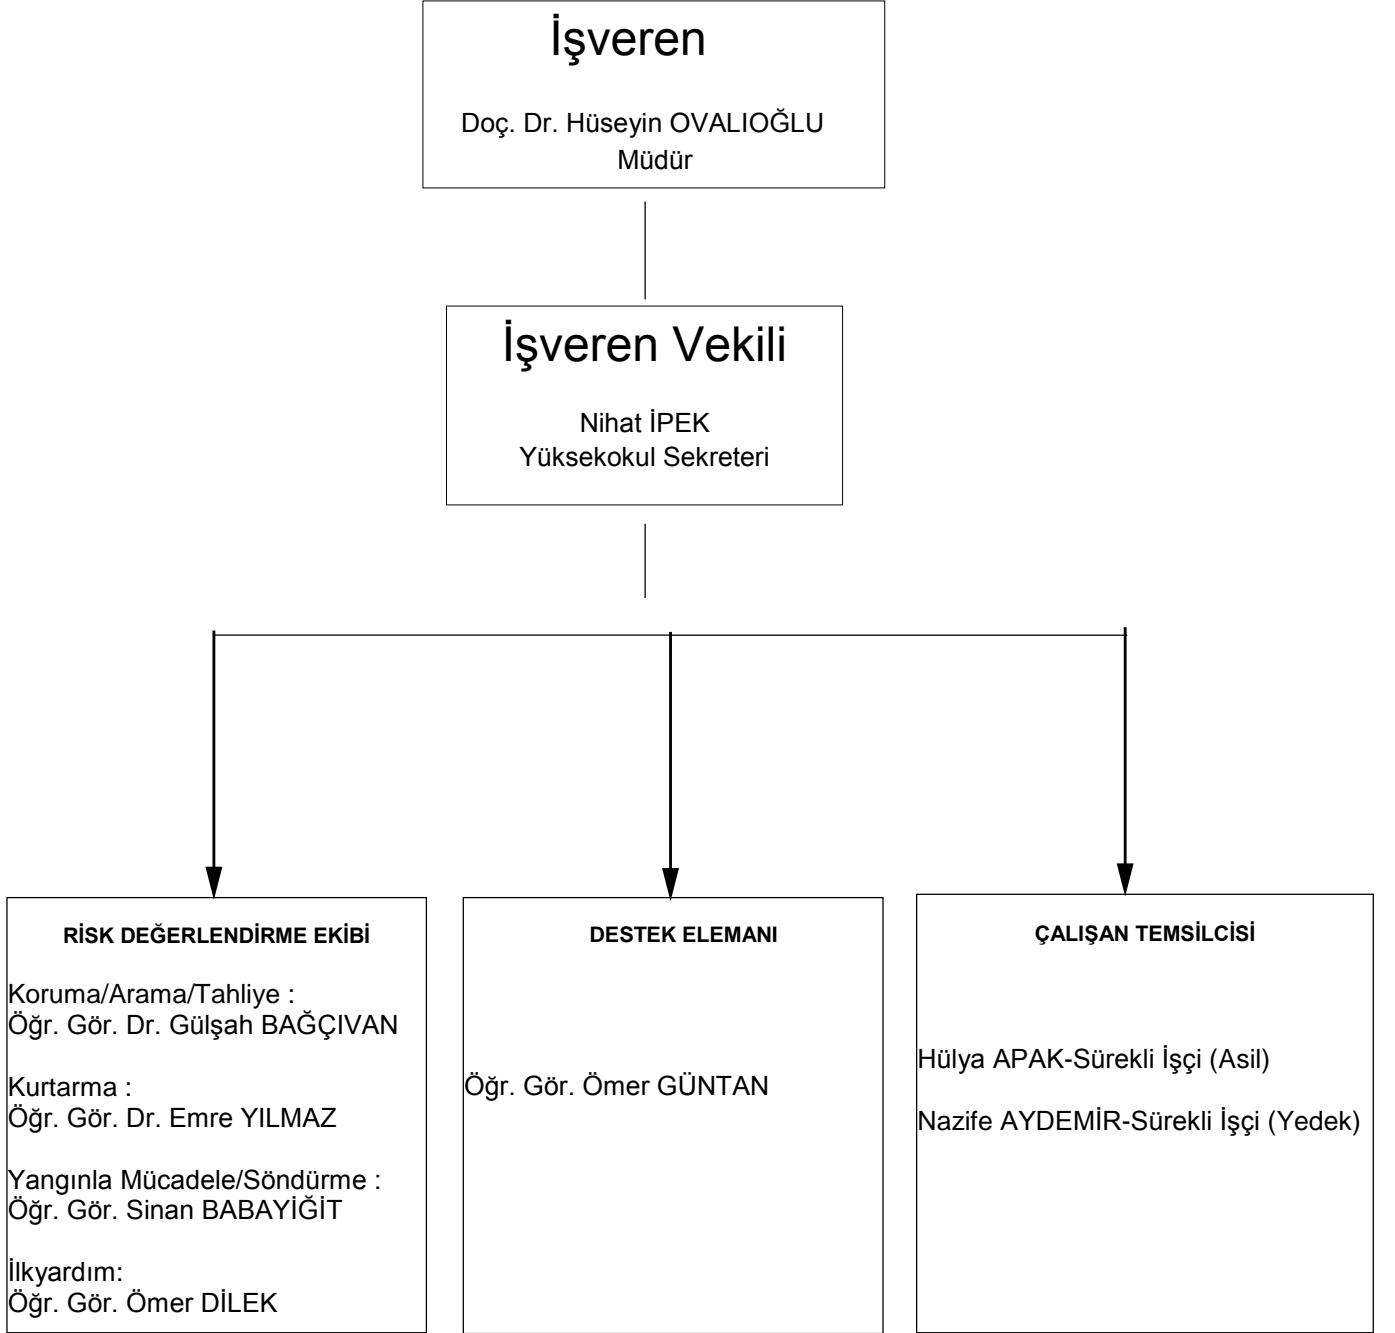 İşveren
Doç. Dr. Hüseyin OVALIOĞLU
Müdür
İşveren Vekili
Nihat İPEK
Yüksekokul Sekreteri
RİSK DEĞERLENDİRME EKİBİ
Koruma/Arama/Tahliye :
Öğr. Gör. Dr. Gülşah BAĞÇIVAN
Kurtarma :
Öğr. Gör. Dr. Emre YILMAZ
Yangınla Mücadele/Söndürme :
Öğr. Gör. Sinan BABAYİĞİT
İlkyardım:
Öğr. Gör. Ömer DİLEK
DESTEK ELEMANI
Öğr. Gör. Ömer GÜNTAN
ÇALIŞAN TEMSİLCİSİ
Hülya APAK-Sürekli İşçi (Asil)
Nazife AYDEMİR-Sürekli İşçi (Yedek)